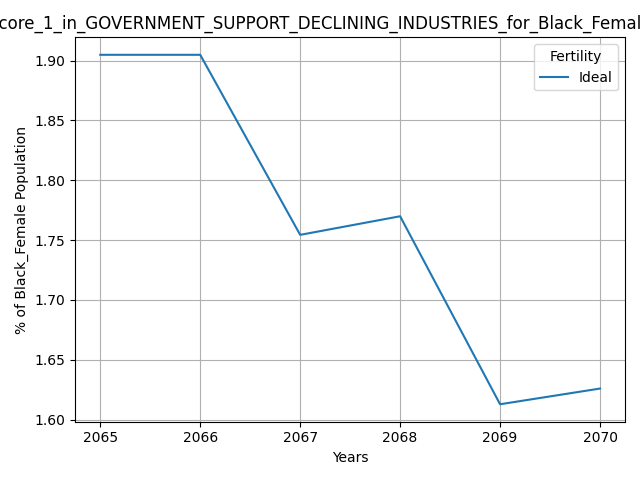 core_1_in_GOVERNMENT_SUPPORT_DECLINING_INDUSTRIES_for_Black_Femal
Fertility
Ideal
1.90
1.85
1.80
1.75
1.70
1.65
1.60
% of Black_Female Population
2065 2066 2067 2068 2069 2070
Years